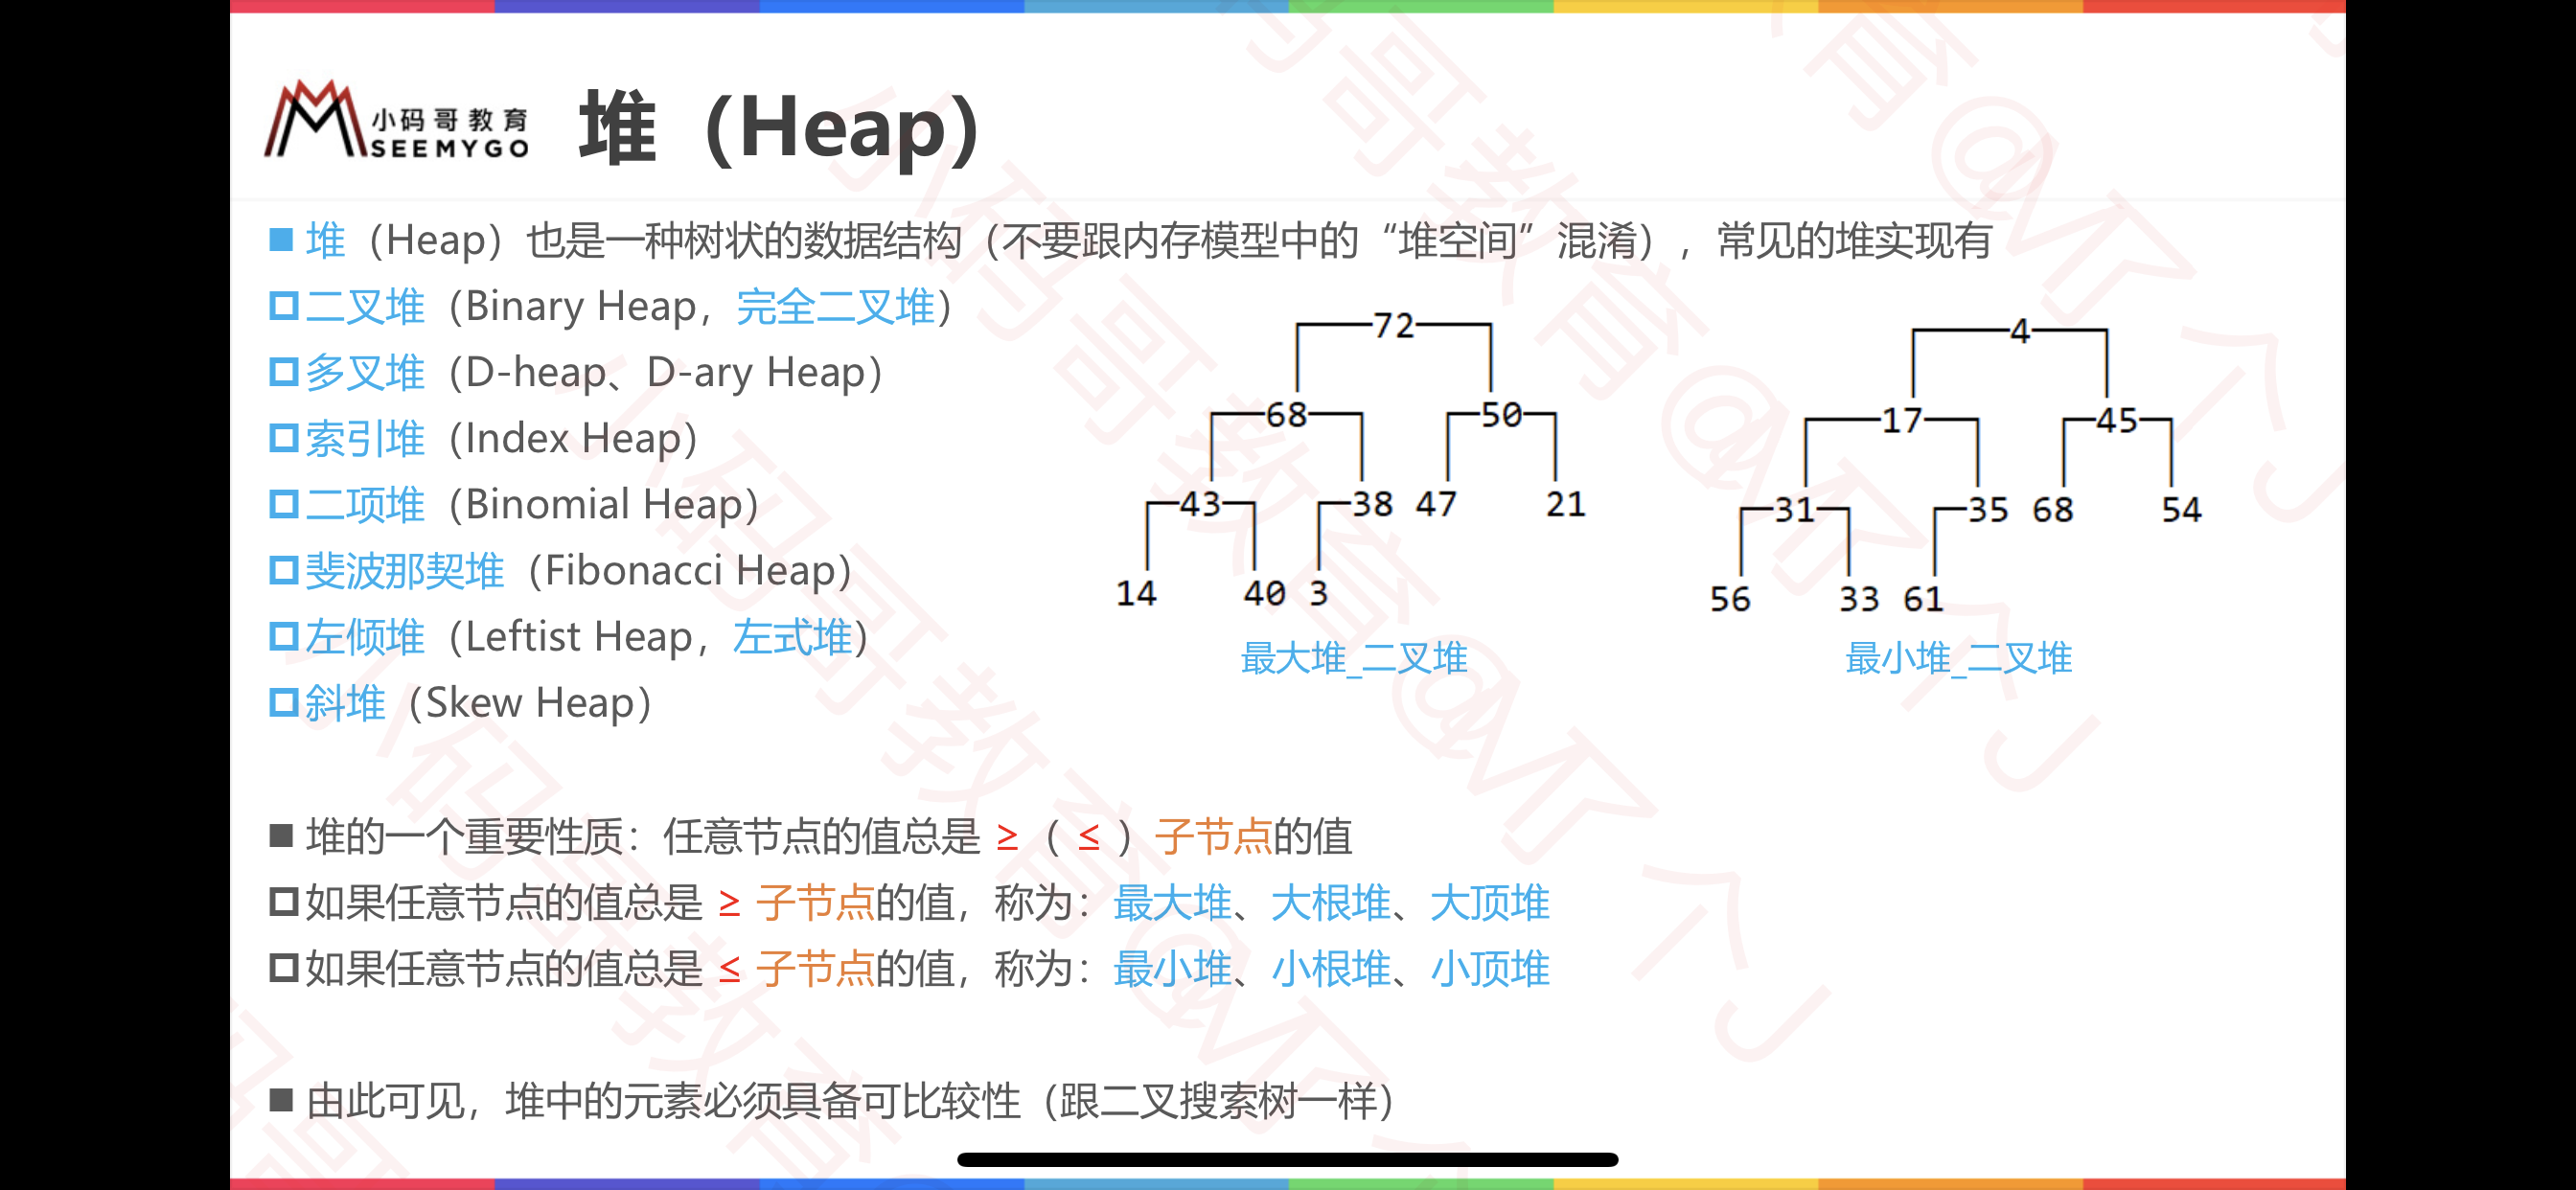 小码哥教育
SEEMYGO
堆（Heap）
堆（Heap）也是一种树状的数据结构（不要跟内存模型中的“堆空间”混淆），常见的堆实现有
二叉堆（Binary Heap，完全二叉堆）
多叉堆（D-heap、D-ary Heap）
索引堆（Index Heap）
二项堆（Binomial Heap）
斐波那契堆（Fibonacci Heap）
左倾堆（Leftist Heap，左式堆）
斜堆（Skew Heap）
72
68 50
43 38 47 21
14 40 3
最大堆_二叉堆
4
17 45
31 35 68 54
56 33 61
最小堆_二叉堆
堆的一个重要性质：任意节点的值总是 ≥（ ≤ ）子节点的值
如果任意节点的值总是 ≥ 子节点的值，称为：最大堆、大根堆、大顶堆
如果任意节点的值总是 ≤ 子节点的值，称为：最小堆、小根堆、小顶堆
由此可见，堆中的元素必须具备可比较性（跟二叉搜索树一样）
小码哥教育@M了个J